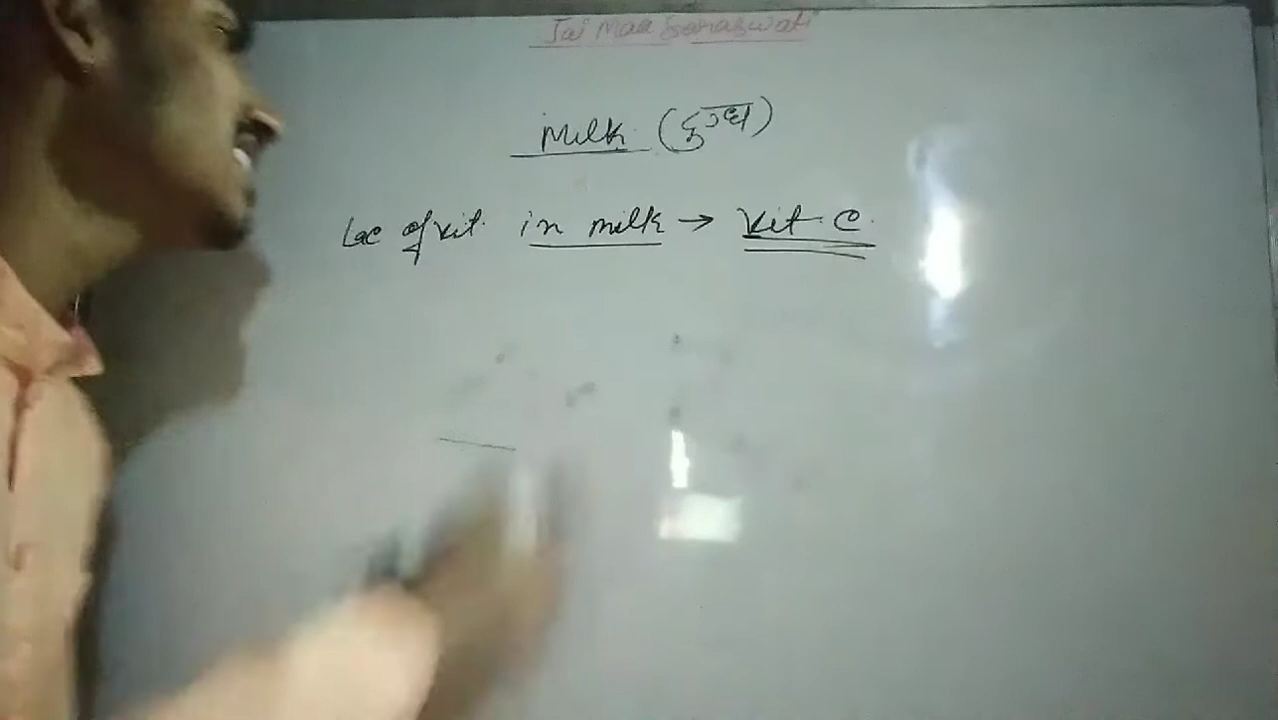 Jai Maa Saraswati
Milk (दुग्ध)
Lac of vit. in milk → Vit. C.